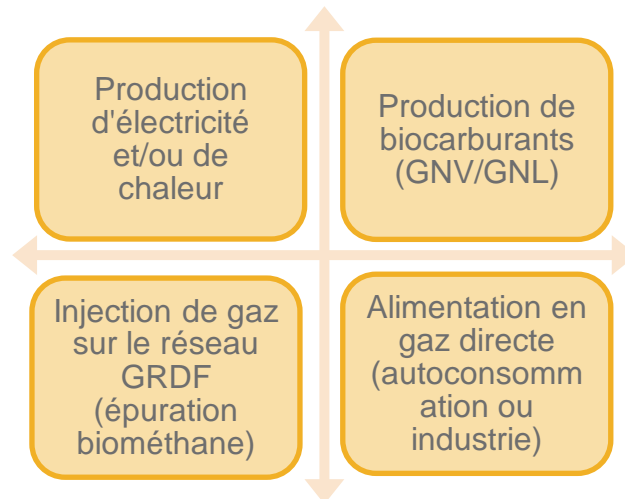 Production
d'électricité
et/ou de
chaleur
Production de
biocarburants
(GNV/GNL)
Injection de gaz
sur le réseau
GRDF
(épuration
biométhane)
Alimentation en
gaz directe
(autoconsomm
ation ou
industrie)